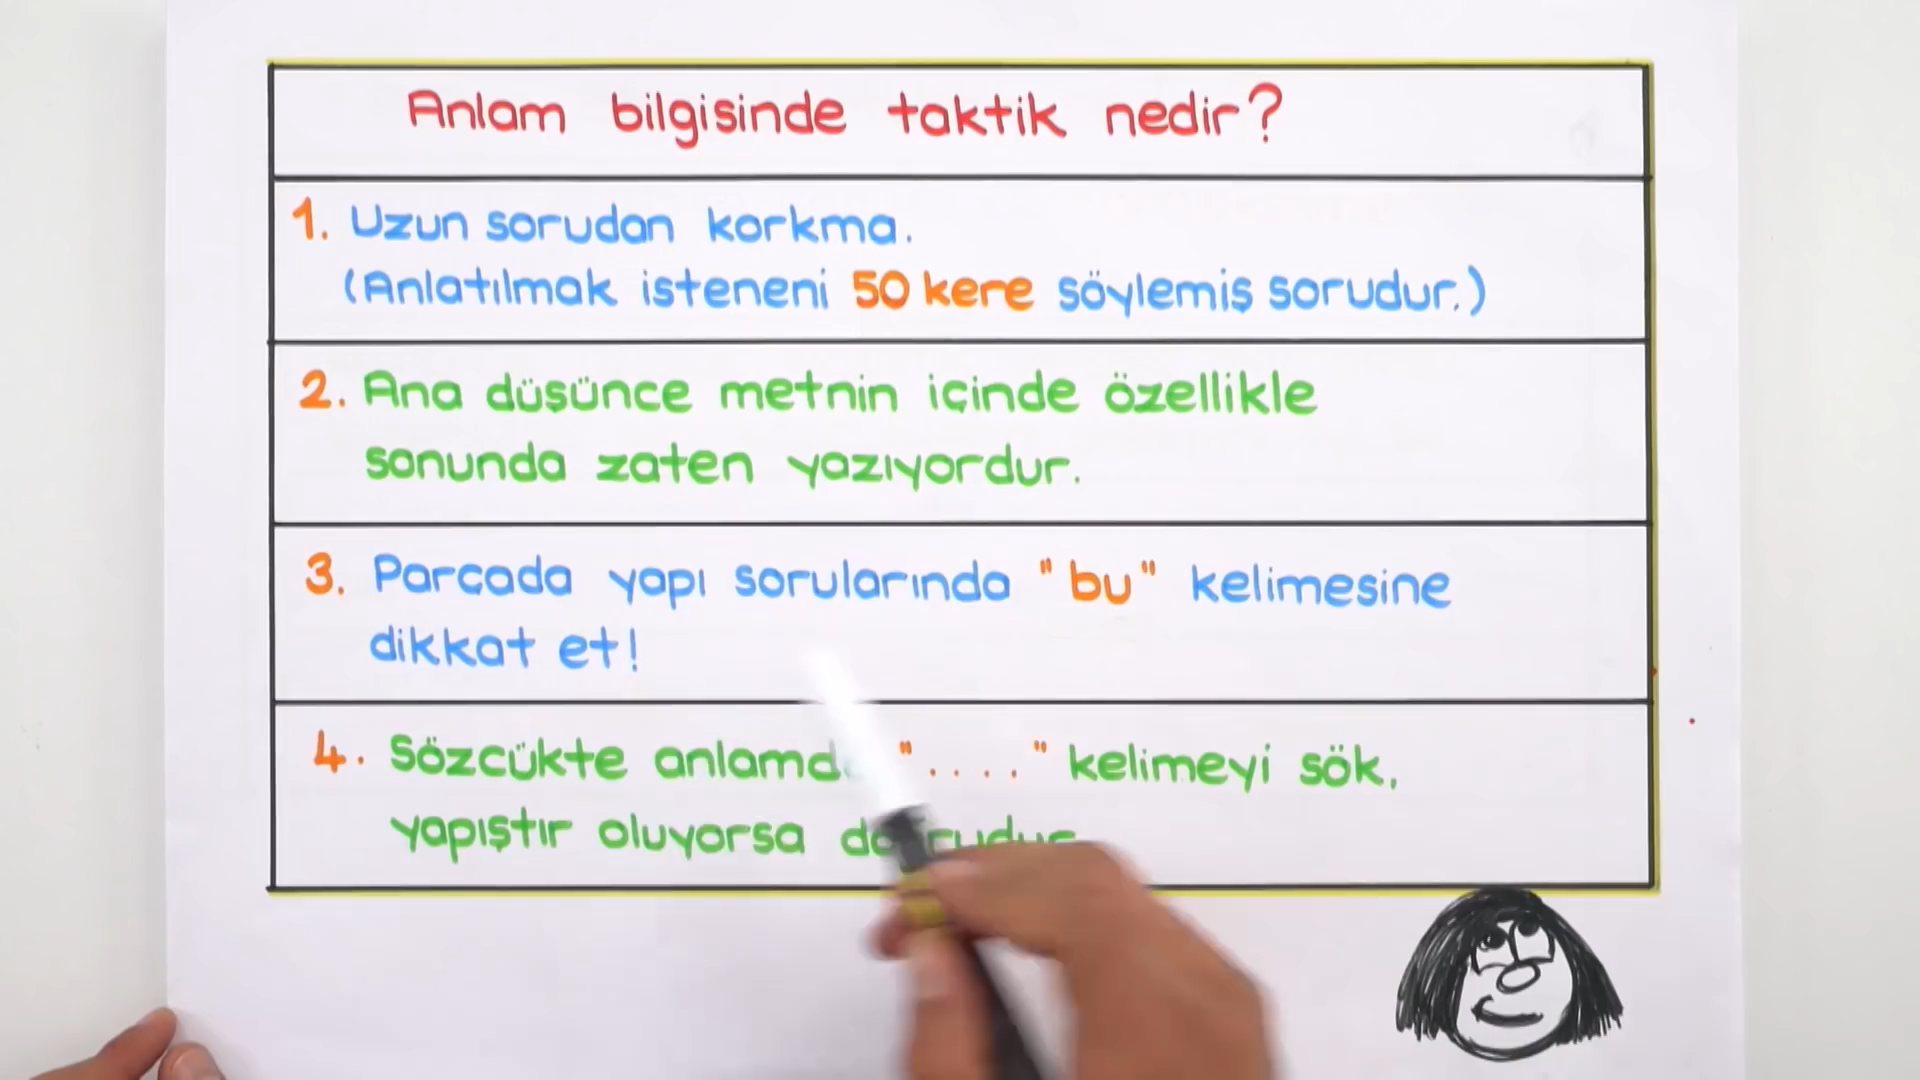 Anlam bilgisinde taktik nedir?
1. Uzun sorudan korkma.
(Anlatılmak isteneni 50 kere söylemiş sorudur.)
2. Ana düşünce metnin içinde özellikle
sonunda zaten yazıyordur.
3. Parçada yapı sorularında "bu" kelimesine
dikkat et!
4. Sözcükte anlamda "...." kelimeyi sök,
yapıştır oluyorsa doğrudur